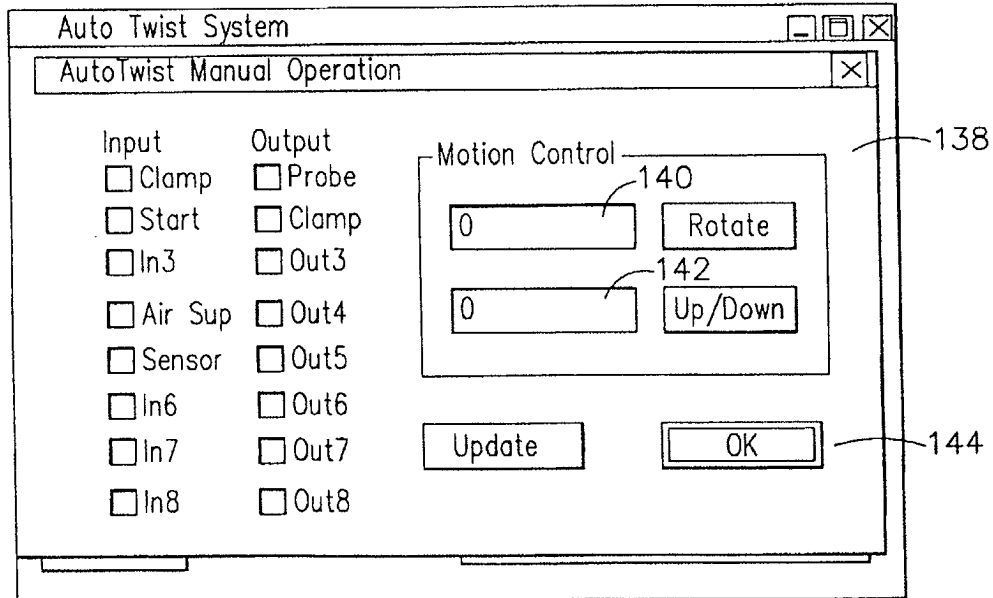 Auto Twist System
AutoTwist Manual Operation
Input Output
Clamp Probe
Start Clamp
In3 Out3
Air Sup Out4
Sensor Out5
In6 Out6
In7 Out7
In8 Out8
Motion Control
138
140
0 Rotate
142
0 Up/Down
Update OK
144